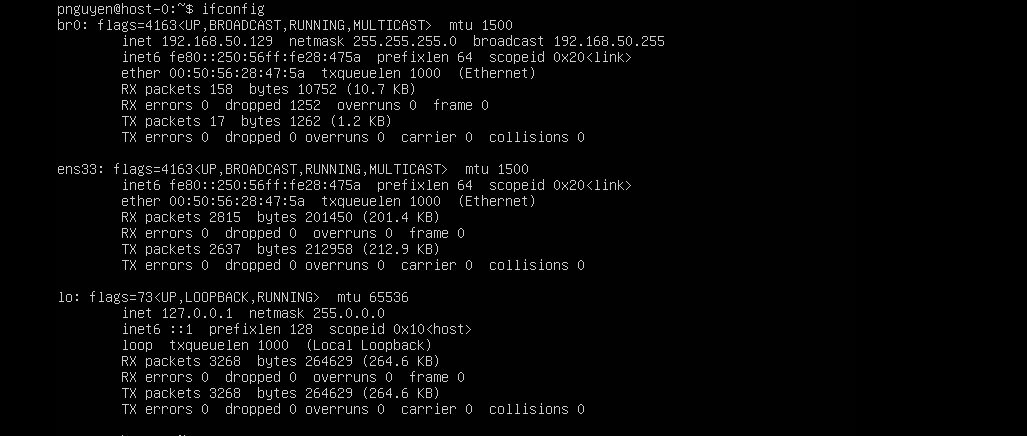 pnguyen@host-0:~$ ifconfig
br0: flags=4163<UP,BROADCAST,RUNNING,MULTICAST>  mtu 1500
        inet 192.168.50.129  netmask 255.255.255.0  broadcast 192.168.50.255
        inet6 fe80::250:56ff:fe28:475a  prefixlen 64  scopeid 0x20<link>
        ether 00:50:56:28:47:5a  txqueuelen 1000  (Ethernet)
        RX packets 158  bytes 10752 (10.7 KB)
        RX errors 0  dropped 1252  overruns 0  frame 0
        TX packets 17  bytes 1262 (1.2 KB)
        TX errors 0  dropped 0 overruns 0  carrier 0  collisions 0

ens33: flags=4163<UP,BROADCAST,RUNNING,MULTICAST>  mtu 1500
        inet6 fe80::250:56ff:fe28:475a  prefixlen 64  scopeid 0x20<link>
        ether 00:50:56:28:47:5a  txqueuelen 1000  (Ethernet)
        RX packets 2815  bytes 201450 (201.4 KB)
        RX errors 0  dropped 0  overruns 0  frame 0
        TX packets 2637  bytes 212958 (212.9 KB)
        TX errors 0  dropped 0 overruns 0  carrier 0  collisions 0

lo: flags=73<UP,LOOPBACK,RUNNING>  mtu 65536
        inet 127.0.0.1  netmask 255.0.0.0
        inet6 ::1  prefixlen 128  scopeid 0x10<host>
        loop  txqueuelen 1000  (Local Loopback)
        RX packets 3268  bytes 264629 (264.6 KB)
        RX errors 0  dropped 0  overruns 0  frame 0
        TX packets 3268  bytes 264629 (264.6 KB)
        TX errors 0  dropped 0 overruns 0  carrier 0  collisions 0